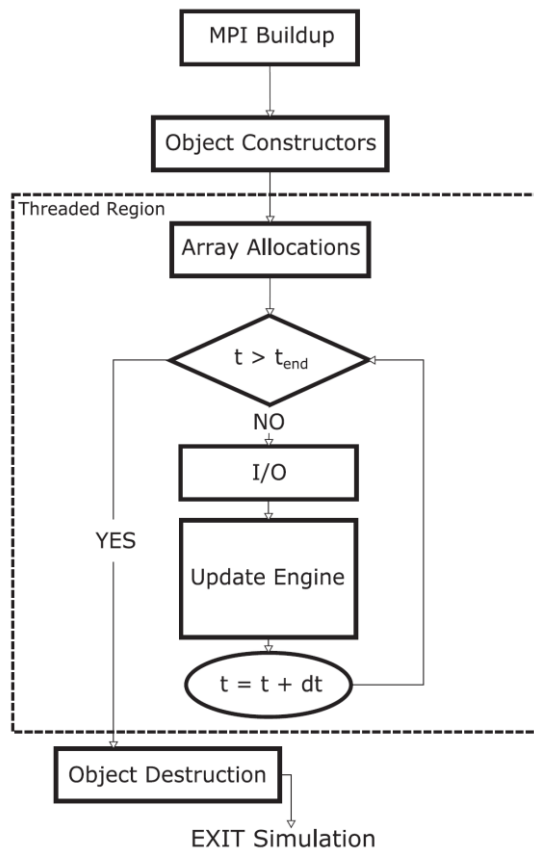 MPI Buildup
Object Constructors
Threaded Region
Array Allocations
t > tend
NO
I/O
YES
Update Engine
t = t + dt
Object Destruction
EXIT Simulation